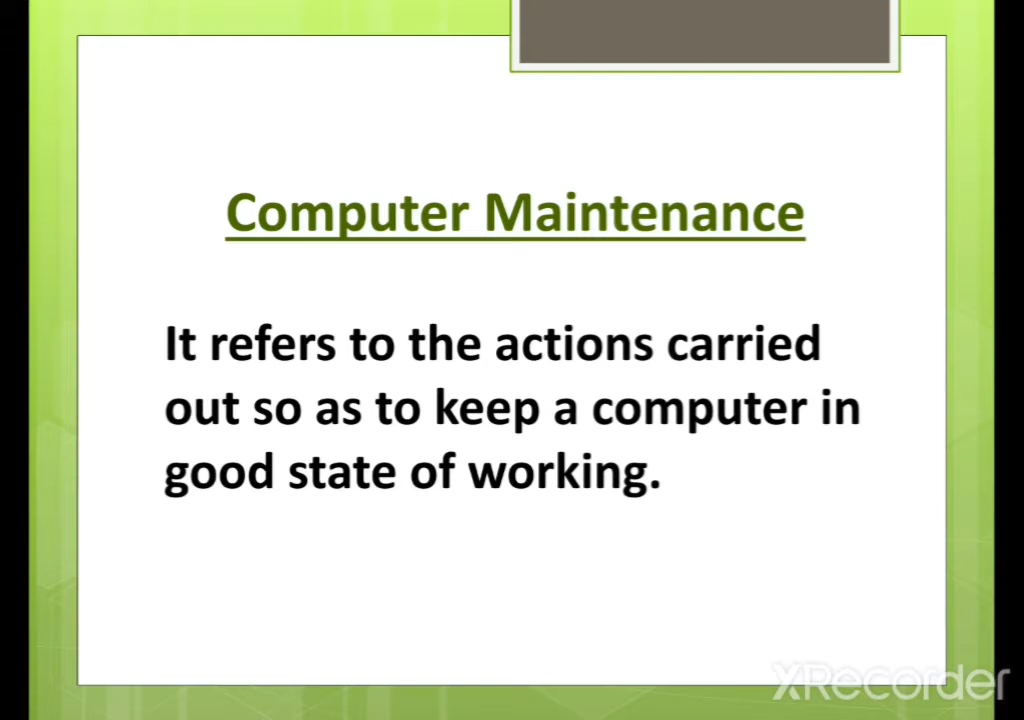 Computer Maintenance
It refers to the actions carried
out so as to keep a computer in
good state of working.
XRecorder